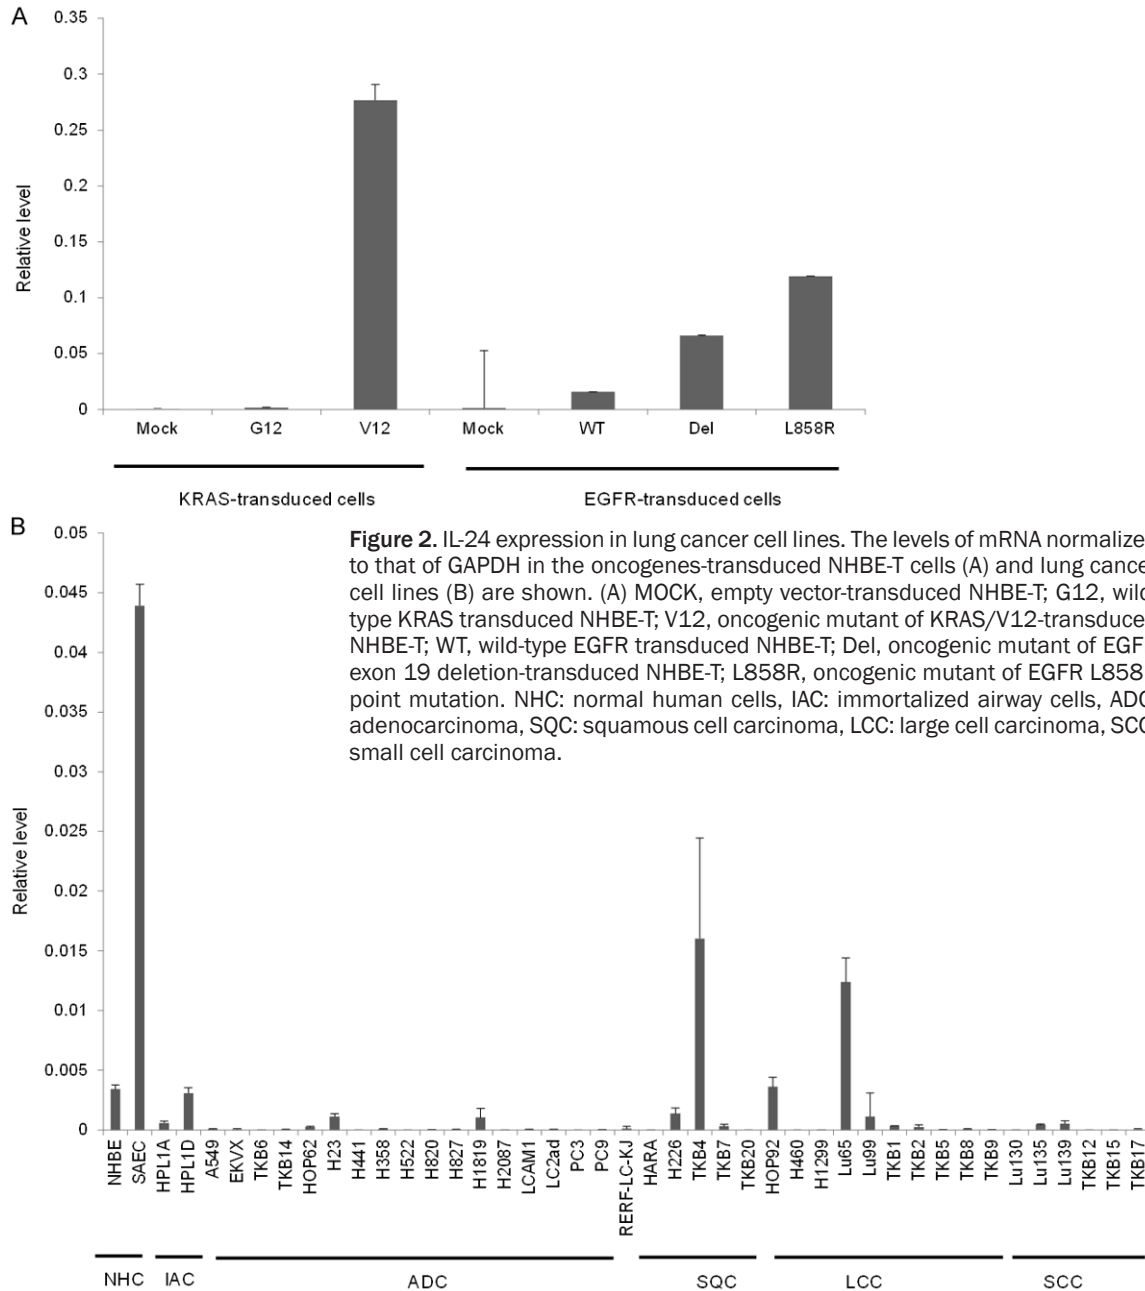 A
0.35
0.3
0.25
0.2
0.15
0.1
0.05
0
Relative level
Mock G12 V12 Mock WT Del L858R
KRAS-transduced cells EGFR-transduced cells
B
Figure 2. IL-24 expression in lung cancer cell lines. The levels of mRNA normalize
to that of GAPDH in the oncogenes-transduced NHBE-T cells (A) and lung cance
cell lines (B) are shown. (A) MOCK, empty vector-transduced NHBE-T; G12, wild
type KRAS transduced NHBE-T; V12, oncogenic mutant of KRAS/V12-transduce
NHBE-T; WT, wild-type EGFR transduced NHBE-T; Del, oncogenic mutant of EGF
exon 19 deletion-transduced NHBE-T; L858R, oncogenic mutant of EGFR L858
point mutation. NHC: normal human cells, IAC: immortalized airway cells, ADC
adenocarcinoma, SQC: squamous cell carcinoma, LCC: large cell carcinoma, SCC
small cell carcinoma.
0.05
0.045
0.04
0.035
0.03
0.025
0.02
0.015
0.01
0.005
0
Relative level
NHBE
SAEC
HPL1A
HPL1D
A549
EKVX
TKB6
TKB14
HOP62
H23
H441
H358
H522
H820
H827
H1819
H2087
LCAM1
LC2ad
PC3
PC9
RERF-LC-KJ
HARA
H226
TKB4
TKB7
TKB20
HOP92
H460
H1299
Lu65
Lu99
TKB1
TKB2
TKB5
TKB8
TKB9
Lu130
Lu135
Lu139
TKB12
TKB15
TKB17
NHC IAC ADC SQC LCC SCC